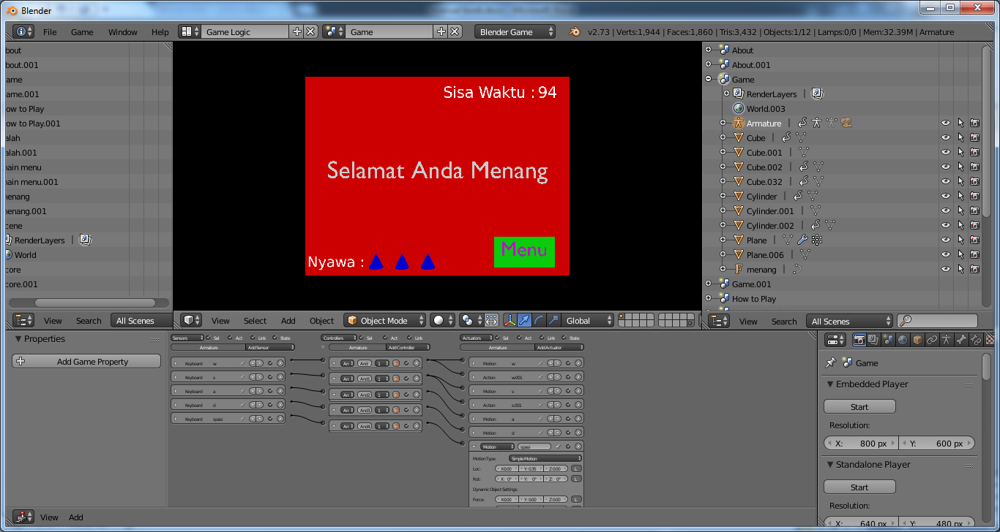 Blender
File Game Window Help Game Logic Game Blender Game v2.73 | Verts:1,944 | Faces:1,860 | Tris:3,432 | Objects:1/12 | Lamps:0/0 | Mem:32.39M | Armature
bout
bout.001
ame
ame.001
ow to Play
ow to Play.001
alah
alah.001
ain menu
ain menu.001
enang
enang.001
cene
RenderLayers
World
core
core.001
View Search All Scenes
Sisa Waktu : 94
Selamat Anda Menang
Menu
Nyawa :
View Select Add Object Object Mode Global
About
About.001
Game
RenderLayers
World.003
Armature
Cube
Cube.001
Cube.002
Cube.032
Cylinder
Cylinder.001
Cylinder.002
Plane
Plane.006
menang
Game.001
How to Play
View Search All Scenes
Properties
Add Game Property
Sensors Sel Act Link State
Armature Add Sensor
Keyboard w
Keyboard s
Keyboard a
Keyboard d
Keyboard spasi
Controllers Sel Act Link
Armature Add Controller
An And 1
An And1 1
An And2 1
An And3 1
An And4 1
Actuators Sel Act Link State
Armature Add Actuator
Motion w
Action w.001
Motion s
Action s.001
Motion a
Motion d
Motion spasi
Motion Type: Simple Motion
Loc: X:0.00 Y: 0.35 Z:0.00 L
Rot: X: 0° Y: 0° Z: 0° L
Dynamic Object Settings:
Force: X:0.00 Y: 0.00 Z:0.00 L
View Add
Game
Embedded Player
Start
Resolution:
X: 800 px Y: 600 px
Standalone Player
Start
Resolution:
X: 640 px Y: 480 px